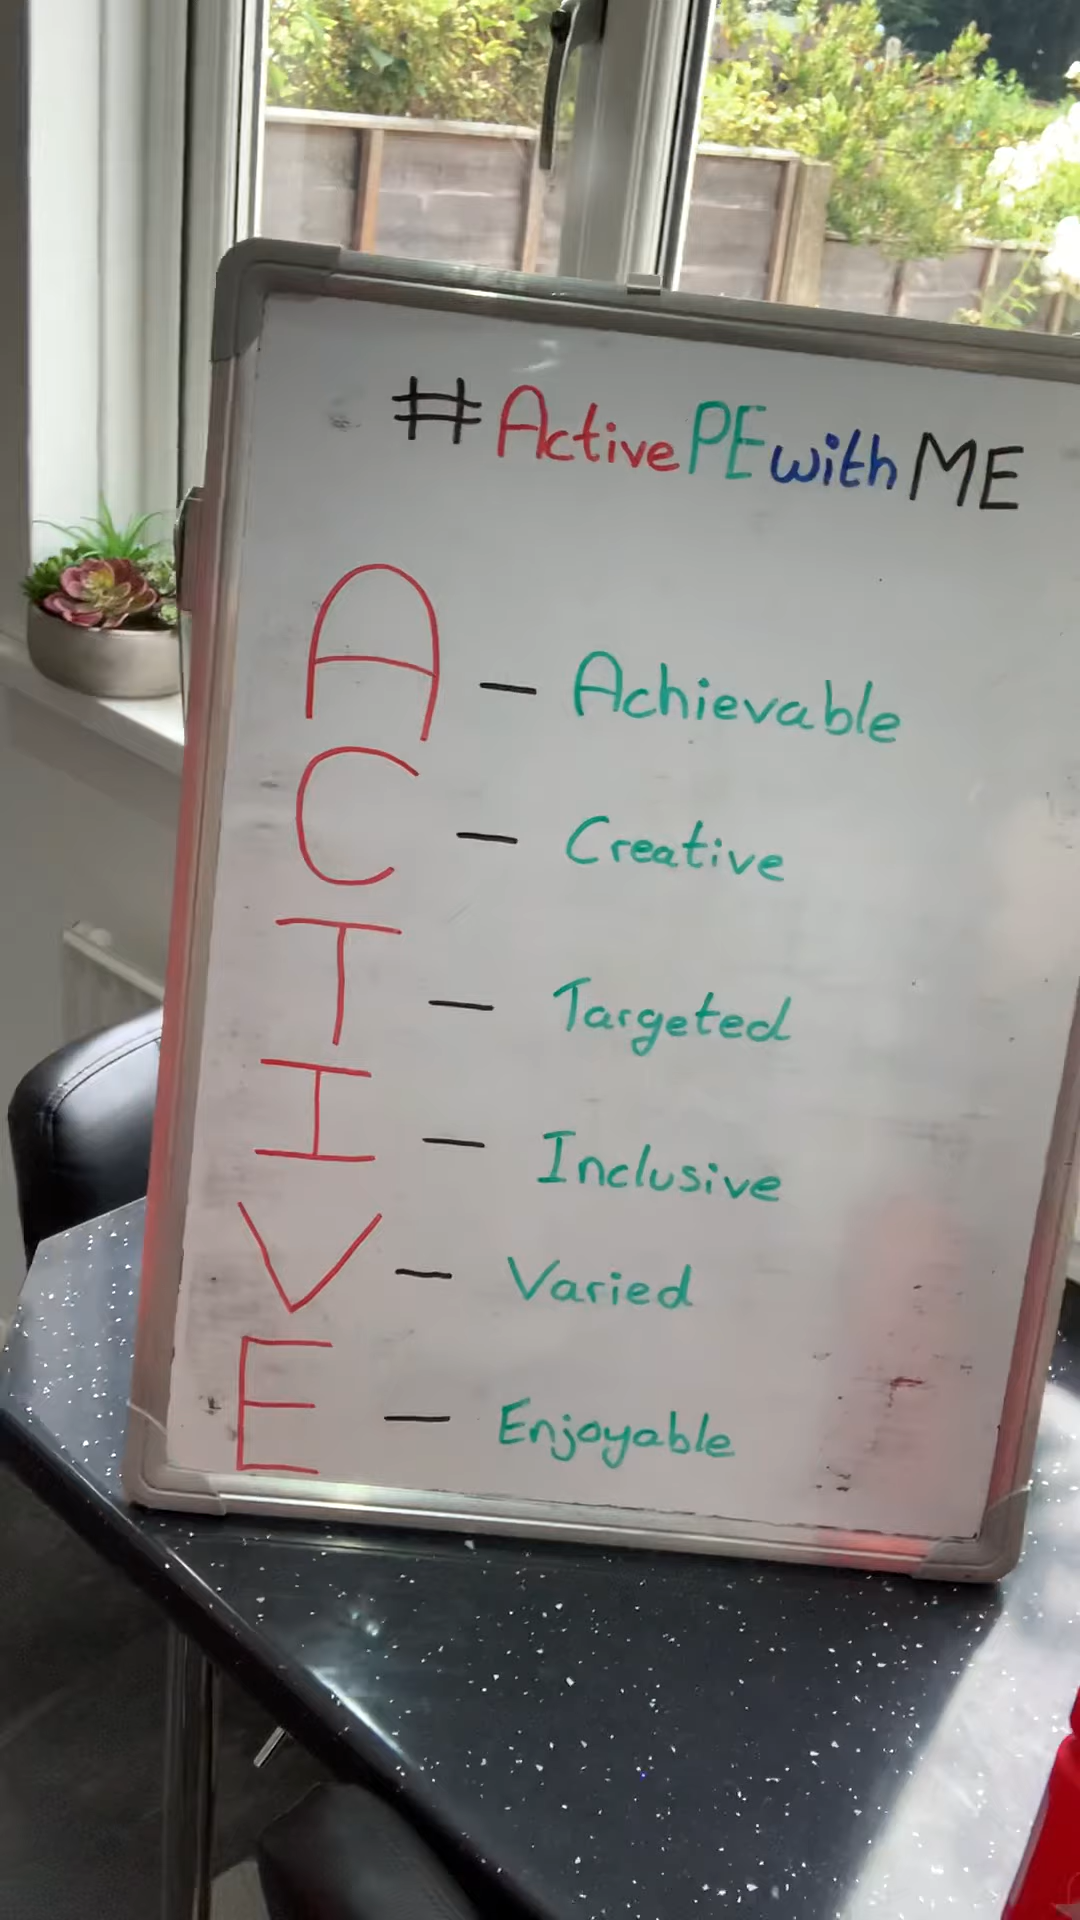 #ActivePEwithME
A - Achievable
C - Creative
T - Targeted
I - Inclusive
V - Varied
E - Enjoyable